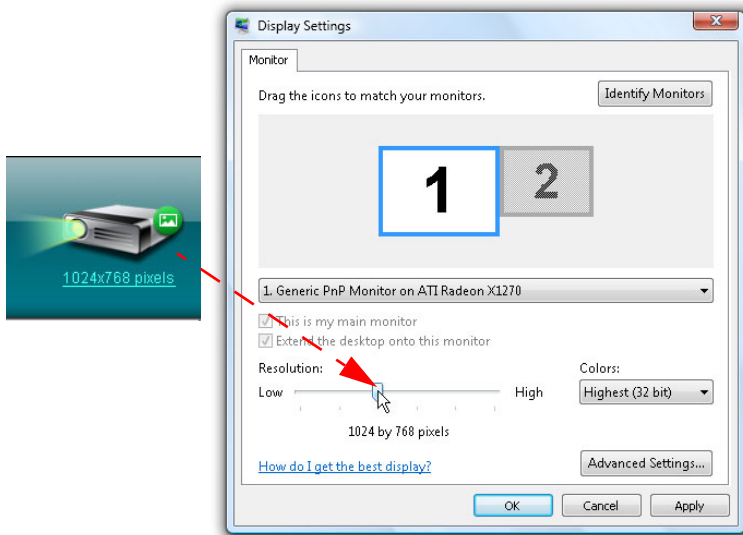 Display Settings
Monitor
Drag the icons to match your monitors.
Identify Monitors
1
2
1024x768 pixels
1. Generic PnP Monitor on ATI Radeon X1270
This is my main monitor
Extend the desktop onto this monitor
Resolution:
Colors:
Low
High
Highest (32 bit)
1024 by 768 pixels
How do I get the best display?
Advanced Settings...
OK
Cancel
Apply